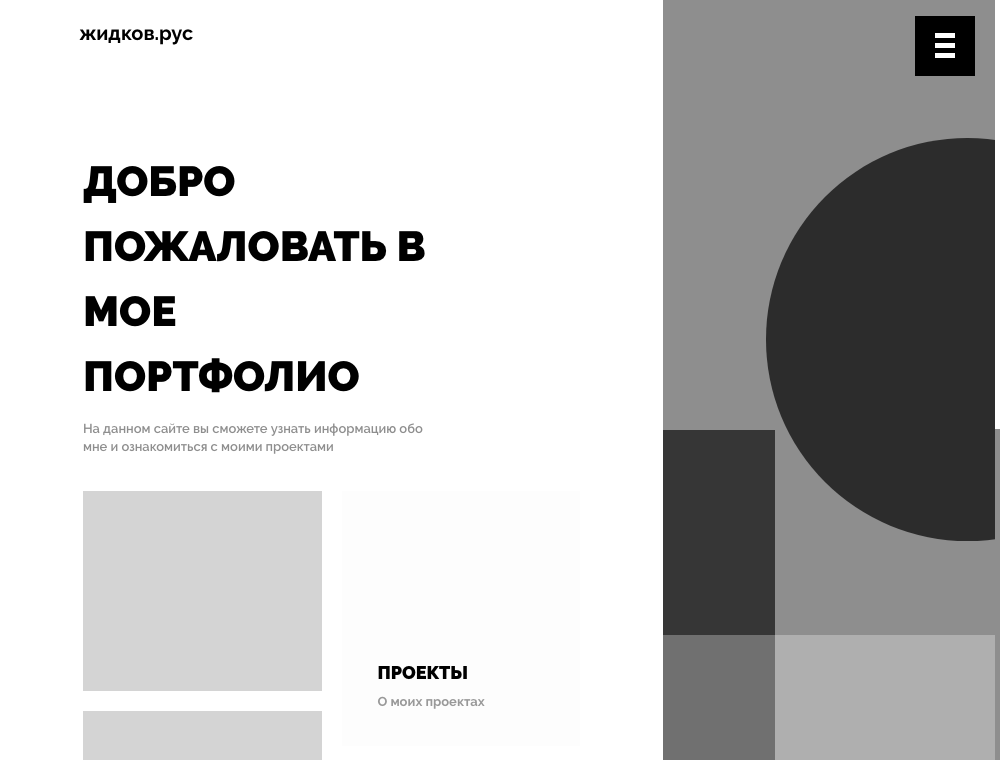 жидков.рус
ДОБРО
ПОЖАЛОВАТЬ В
МОЕ
ПОРТФОЛИО
На данном сайте вы сможете узнать информацию обо
мне и ознакомиться с моими проектами
ПРОЕКТЫ
О моих проектах